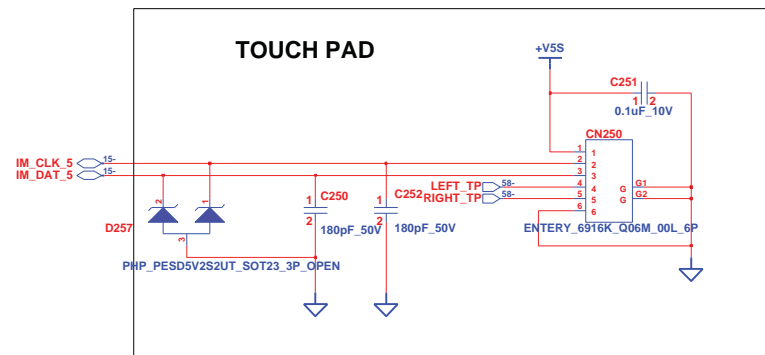 TOUCH PAD
+V5S
C251
1 2
0.1uF_10V
CN250
IM_CLK_5 15-
IM_DAT_5 15-
1 1
2 2
3 3
LEFT_TP 58- 4 4 G G1
RIGHT_TP 58- 5 5 G G2
6 6
ENTERY_6916K_Q06M_00L_6P
2 1
D257
3
PHP_PESD5V2S2UT_SOT23_3P_OPEN
1 C250
2
180pF_50V
1 C252
2
180pF_50V